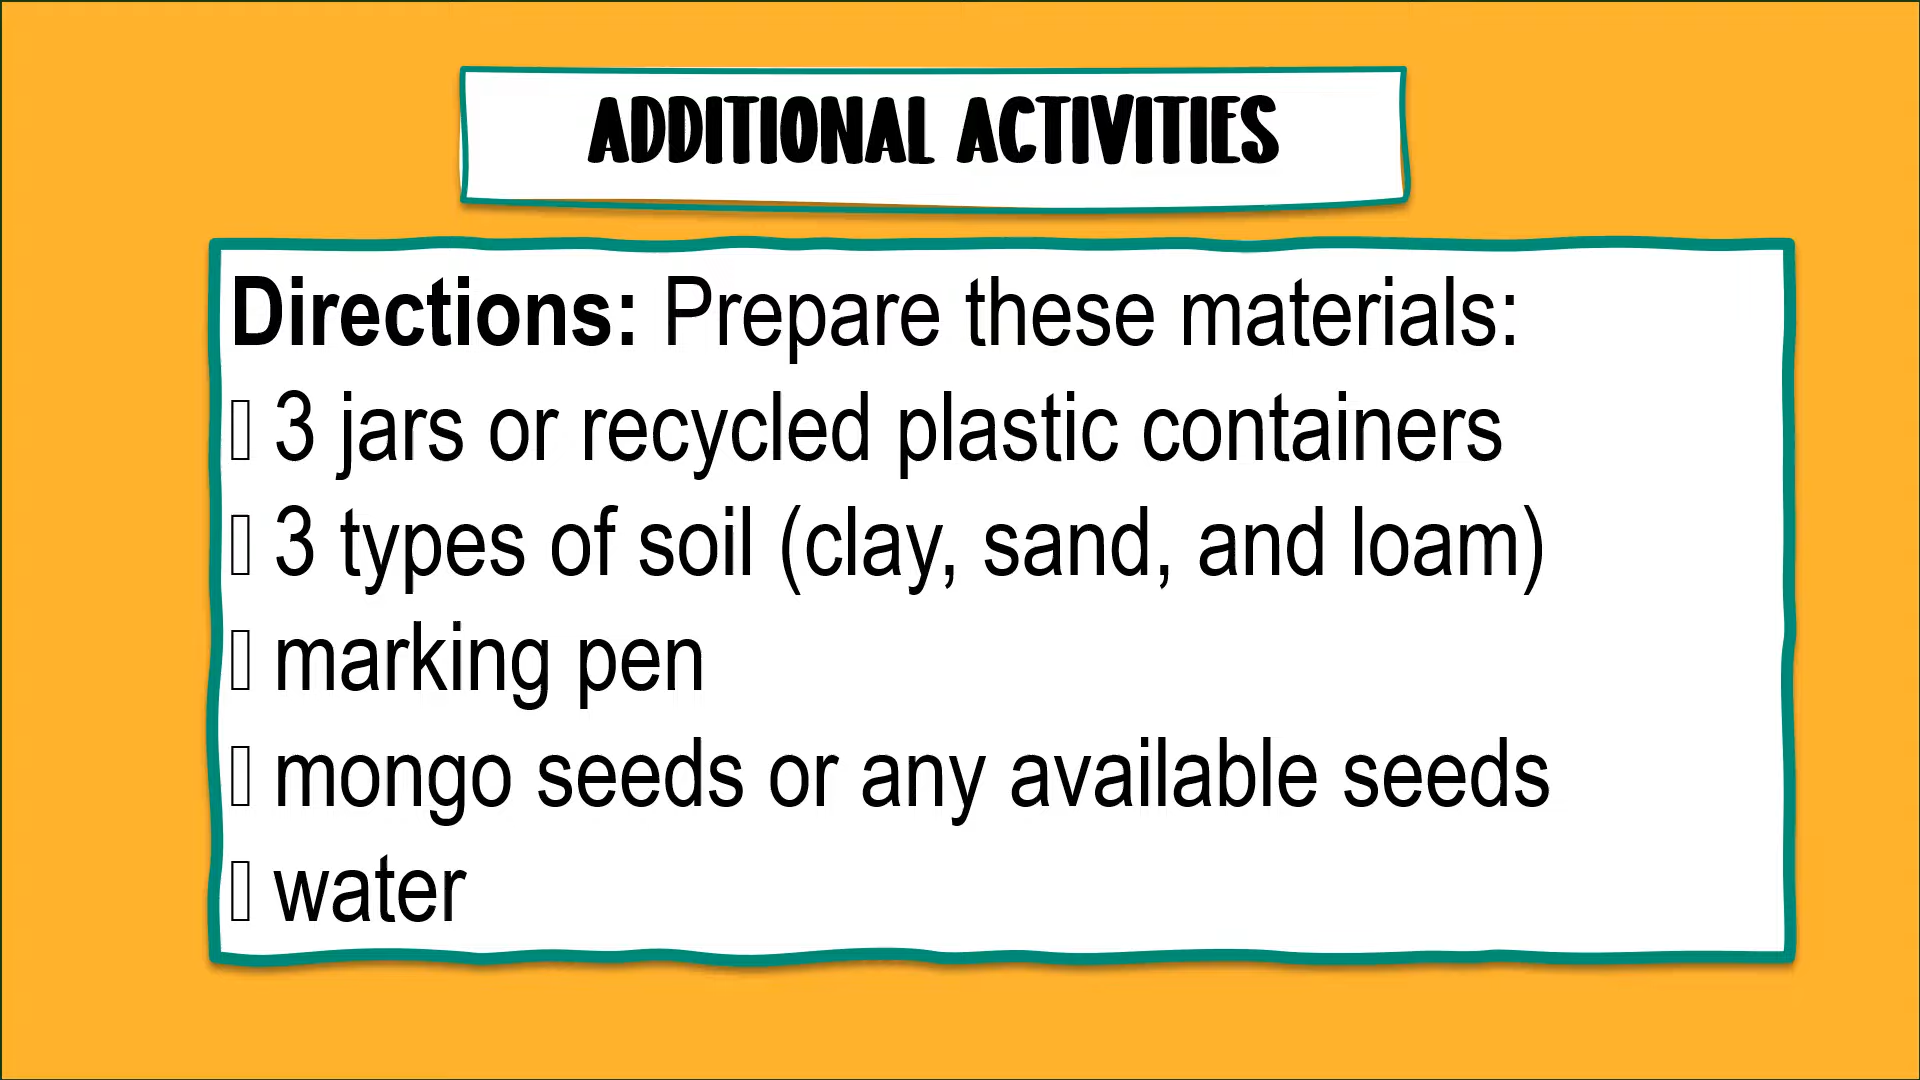 ADDITIONAL ACTIVITIES
Directions: Prepare these materials:
▯ 3 jars or recycled plastic containers
▯ 3 types of soil (clay, sand, and loam)
▯ marking pen
▯ mongo seeds or any available seeds
▯ water